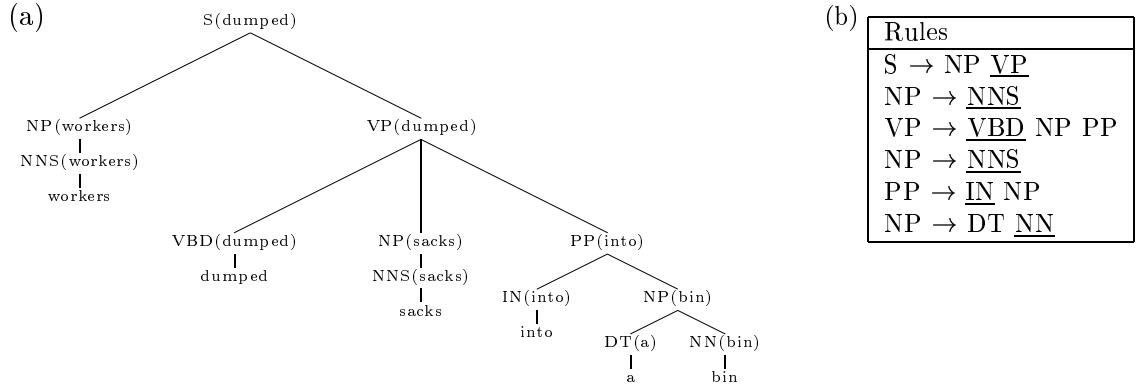 (a)
S(dumped)
NP(workers) VP(dumped)
NNS(workers)
workers
VBD(dumped) NP(sacks) PP(into)
dumped NNS(sacks)
sacks
IN(into) NP(bin)
into
DT(a) NN(bin)
a bin
(b)
Rules
S → NP VP
NP → NNS
VP → VBD NP PP
NP → NNS
PP → IN NP
NP → DT NN